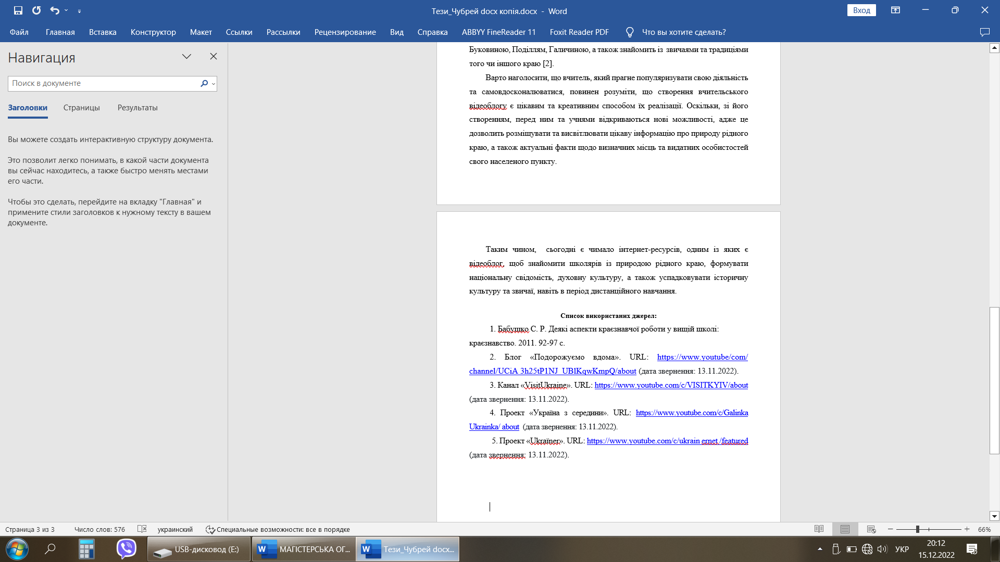 Тези_Чубрей docx копія.docx - Word
Вход
Файл Главная Вставка Конструктор Макет Ссылки Рассылки Рецензирование Вид Справка ABBYY FineReader 11 Foxit Reader PDF Что вы хотите сделать?
Навигация
Поиск в документе
Заголовки Страницы Результаты
Вы можете создать интерактивную структуру документа.
Это позволит легко понимать, в какой части документа
вы сейчас находитесь, а также быстро менять местами
его части.
Чтобы это сделать, перейдите на вкладку "Главная" и
примените стили заголовков к нужному тексту в вашем
документе.
Буковиною, Поділлям, Галичиною, а також знайомить із звичаями та традиціями
того чи іншого краю [2].
Варто наголосити, що вчитель, який прагне популяризувати свою діяльність
та самовдосконалюватися, повинен розуміти, що створення вчительського
відеоблогу є цікавим та креативним способом їх реалізації. Оскільки, зі його
створенням, перед ним та учнями відкриваються нові можливості, адже це
дозволить розміщувати та висвітлювати цікаву інформацію про природу рідного
краю, а також актуальні факти щодо визначних місць та видатних особистостей
свого населеного пункту.
Таким чином, сьогодні є чимало інтернет-ресурсів, одним із яких є
відеоблог, щоб знайомити школярів із природою рідного краю, формувати
національну свідомість, духовну культуру, а також успадковувати історичну
культуру та звичаї, навіть в період дистанційного навчання.
Список використаних джерел:
1. Бабушко С. Р. Деякі аспекти краєзнавчої роботи у вищій школі:
краєзнавство. 2011. 92-97 с.
2. Блог «Подорожуємо вдома». URL: https://www.youtube/com/
channel/UCiA 3h25tP1NJ_UBlKqwKmpQ/about (дата звернення: 13.11.2022).
3. Канал «VisitUkraine». URL: https://www.youtube.com/c/VISITKYIV/about
(дата звернення: 13.11.2022).
4. Проект «Україна з середини». URL: https://www.youtube.com/c/Galinka
Ukrainka/ about (дата звернення: 13.11.2022).
5. Проект «Ukraїner». URL: https://www.youtube.com/c/ukrain ernet /featured
(дата звернення: 13.11.2022).
Страница 3 из 3 Число слов: 576 украинский Специальные возможности: все в порядке 66%
USB-дисковод (E:) МАГІСТЕРСЬКА ОГ... Тези_Чубрей docx... УКР 20:12
15.12.2022